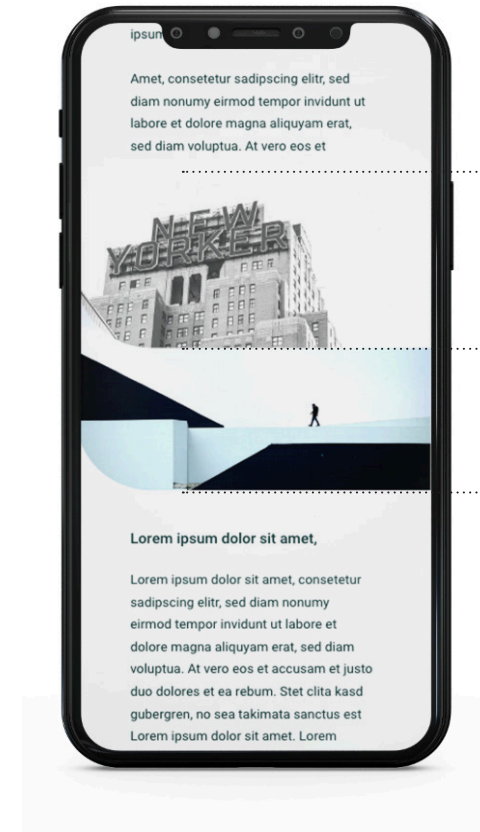 ipsum
Amet, consetetur sadipscing elitr, sed
diam nonumy eirmod tempor invidunt ut
labore et dolore magna aliquyam erat,
sed diam voluptua. At vero eos et
NEW
YORKER
Lorem ipsum dolor sit amet,
Lorem ipsum dolor sit amet, consetetur
sadipscing elitr, sed diam nonumy
eirmod tempor invidunt ut labore et
dolore magna aliquyam erat, sed diam
voluptua. At vero eos et accusam et justo
duo dolores et ea rebum. Stet clita kasd
gubergren, no sea takimata sanctus est
Lorem ipsum dolor sit amet. Lorem